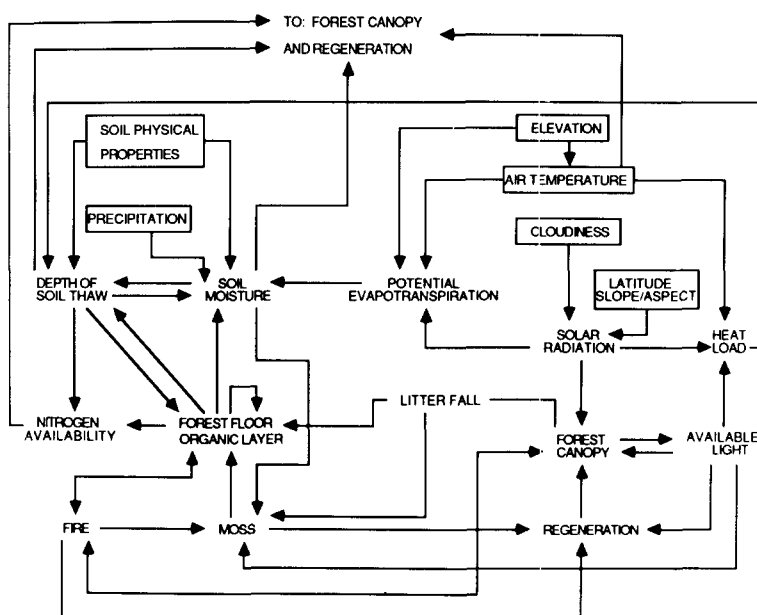 TO: FOREST CANOPY
AND REGENERATION
SOIL PHYSICAL
PROPERTIES
ELEVATION
AIR TEMPERATURE
PRECIPITATION
CLOUDINESS
DEPTH OF
SOIL THAW
SOIL
MOISTURE
POTENTIAL
EVAPOTRANSPIRATION
LATITUDE
SLOPE/ASPECT
SOLAR
RADIATION
HEAT
LOAD
NITROGEN
AVAILABILITY
FOREST FLOOR
ORGANIC LAYER
LITTER FALL
FOREST
CANOPY
AVAILABLE
LIGHT
FIRE
MOSS
REGENERATION